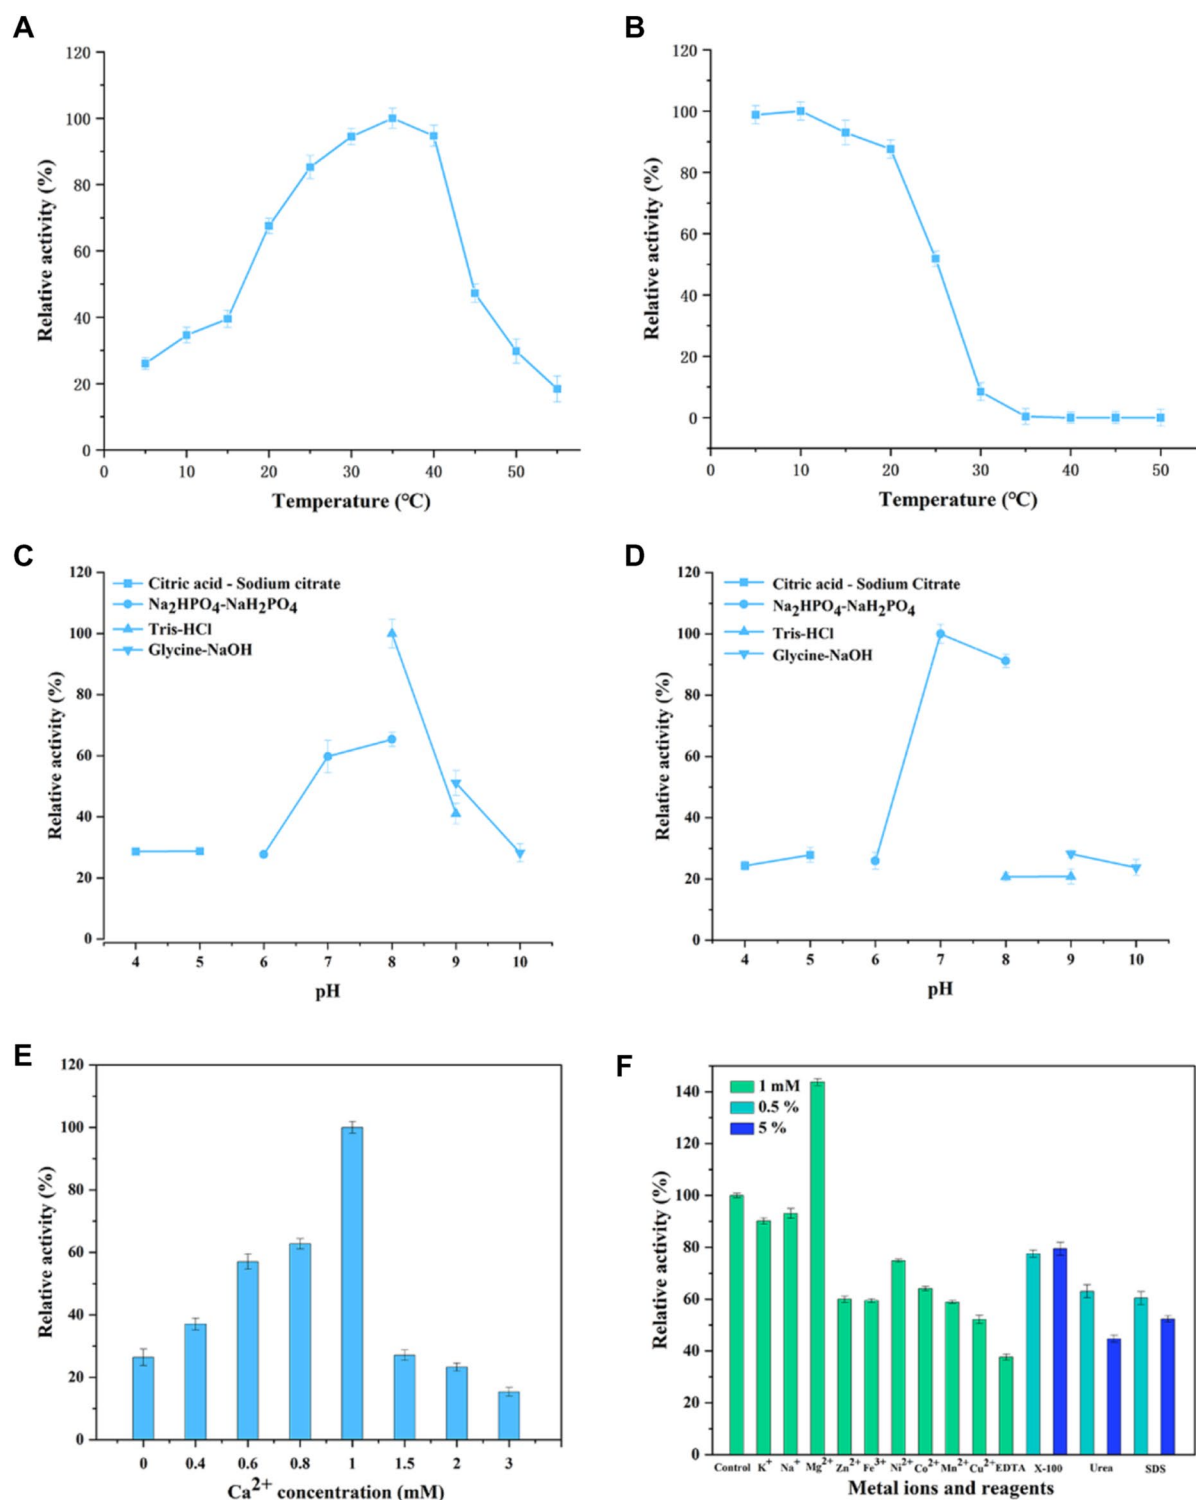 A
120
100
80
60
40
20
0
Relative activity (%)
0 10 20 30 40 50
Temperature (℃)
B
120
100
80
60
40
20
0
Relative activity (%)
0 10 20 30 40 50
Temperature (℃)
C
120
100
80
60
40
20
0
Relative activity (%)
Citric acid - Sodium citrate
Na2HPO4-NaH2PO4
Tris-HCl
Glycine-NaOH
4 5 6 7 8 9 10
pH
D
120
100
80
60
40
20
0
Relative activity (%)
Citric acid - Sodium Citrate
Na2HPO4-NaH2PO4
Tris-HCl
Glycine-NaOH
4 5 6 7 8 9 10
pH
E
120
100
80
60
40
20
0
Relative activity (%)
0 0.4 0.6 0.8 1 1.5 2 3
Ca2+ concentration (mM)
F
140
120
100
80
60
40
20
0
Relative activity (%)
1 mM
0.5 %
5 %
Control K+ Na+ Mg2+ Zn2+ Fe3+ Ni2+ Co2+ Mn2+ Cu2+ EDTA X-100 Urea SDS
Metal ions and reagents